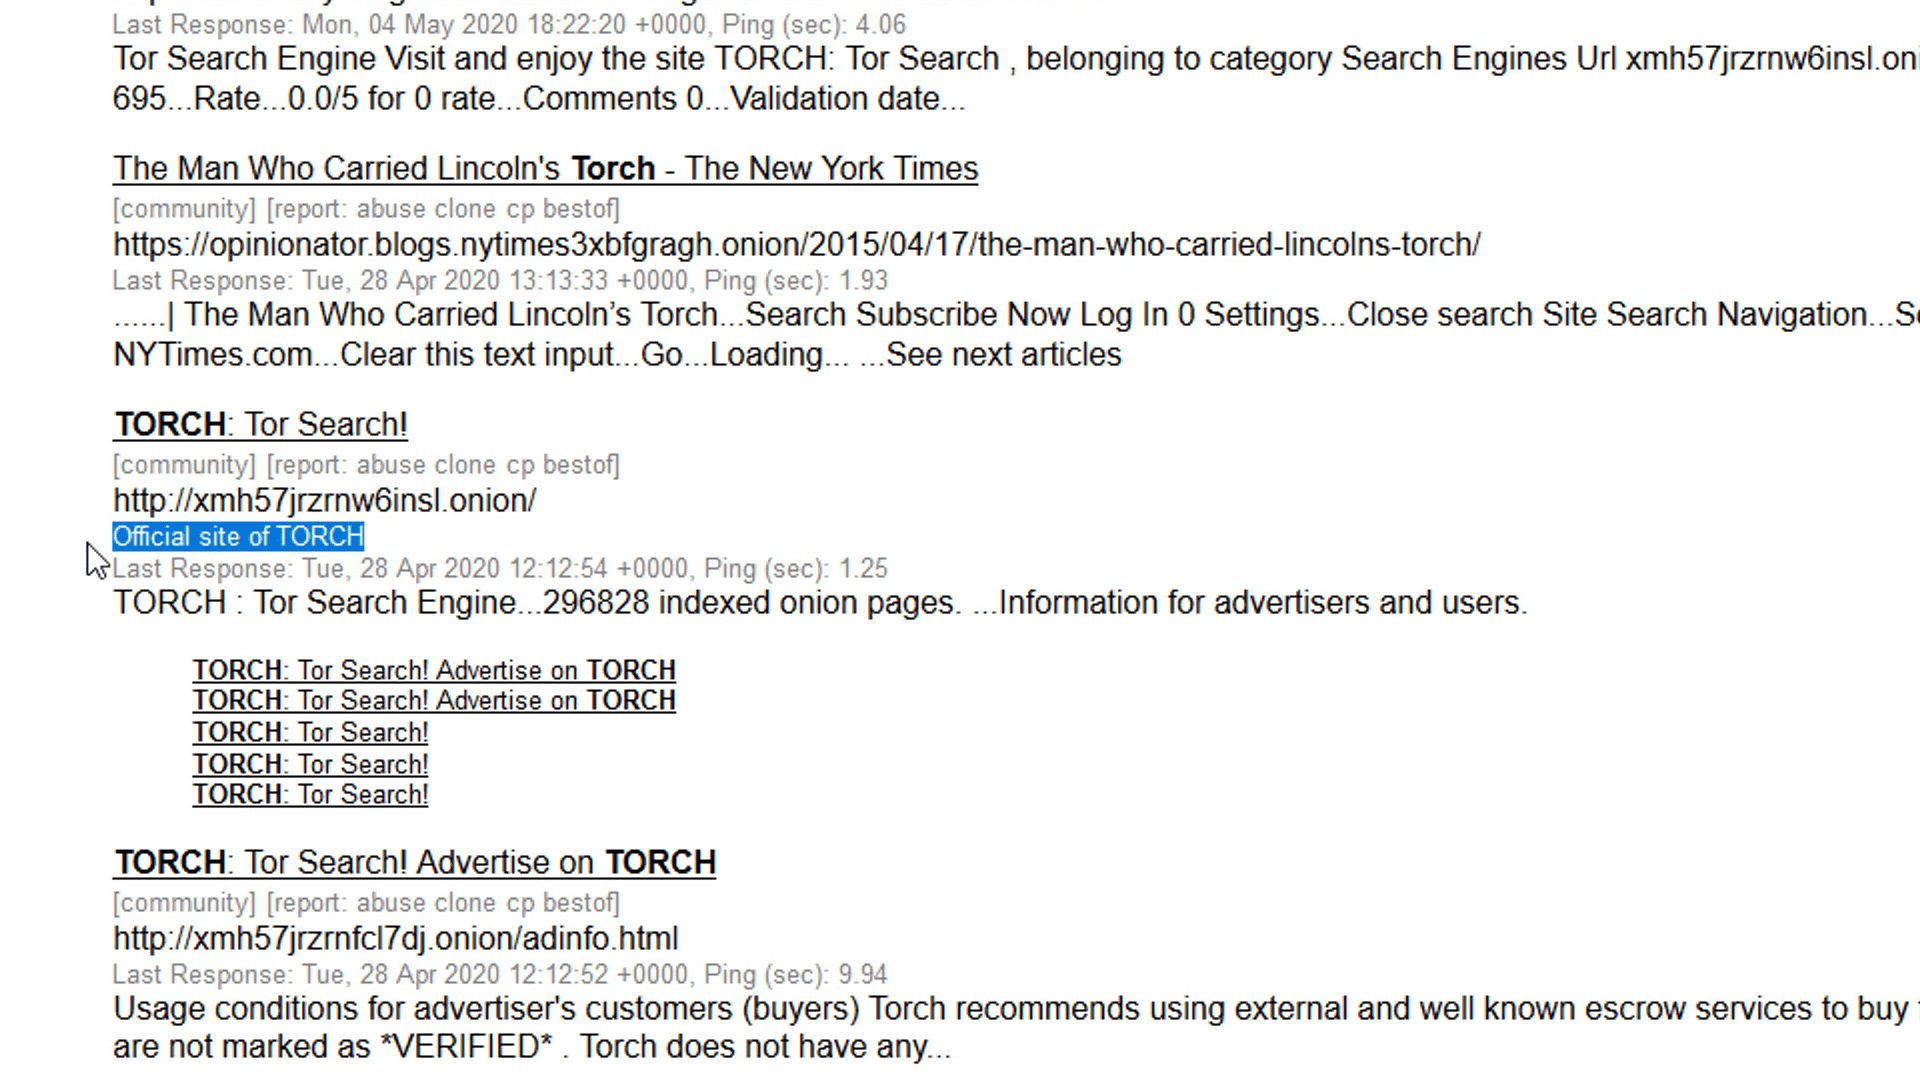 Last Response: Mon, 04 May 2020 18:22:20 +0000, Ping (sec): 4.06
Tor Search Engine Visit and enjoy the site TORCH: Tor Search , belonging to category Search Engines Url xmh57jrzrnw6insl.oni
695...Rate...0.0/5 for 0 rate...Comments 0...Validation date...
The Man Who Carried Lincoln's Torch - The New York Times
[community] [report: abuse clone cp bestof]
https://opinionator.blogs.nytimes3xbfgragh.onion/2015/04/17/the-man-who-carried-lincolns-torch/
Last Response: Tue, 28 Apr 2020 13:13:33 +0000, Ping (sec): 1.93
......| The Man Who Carried Lincoln’s Torch...Search Subscribe Now Log In 0 Settings...Close search Site Search Navigation...
NYTimes.com...Clear this text input...Go...Loading... ...See next articles
TORCH: Tor Search!
[community] [report: abuse clone cp bestof]
http://xmh57jrzrnw6insl.onion/
Official site of TORCH
Last Response: Tue, 28 Apr 2020 12:12:54 +0000, Ping (sec): 1.25
TORCH : Tor Search Engine...296828 indexed onion pages. ...Information for advertisers and users.
TORCH: Tor Search! Advertise on TORCH
TORCH: Tor Search! Advertise on TORCH
TORCH: Tor Search!
TORCH: Tor Search!
TORCH: Tor Search!
TORCH: Tor Search! Advertise on TORCH
[community] [report: abuse clone cp bestof]
http://xmh57jrzrnfcl7dj.onion/adinfo.html
Last Response: Tue, 28 Apr 2020 12:12:52 +0000, Ping (sec): 9.94
Usage conditions for advertiser's customers (buyers) Torch recommends using external and well known escrow services to buy
are not marked as *VERIFIED* . Torch does not have any...